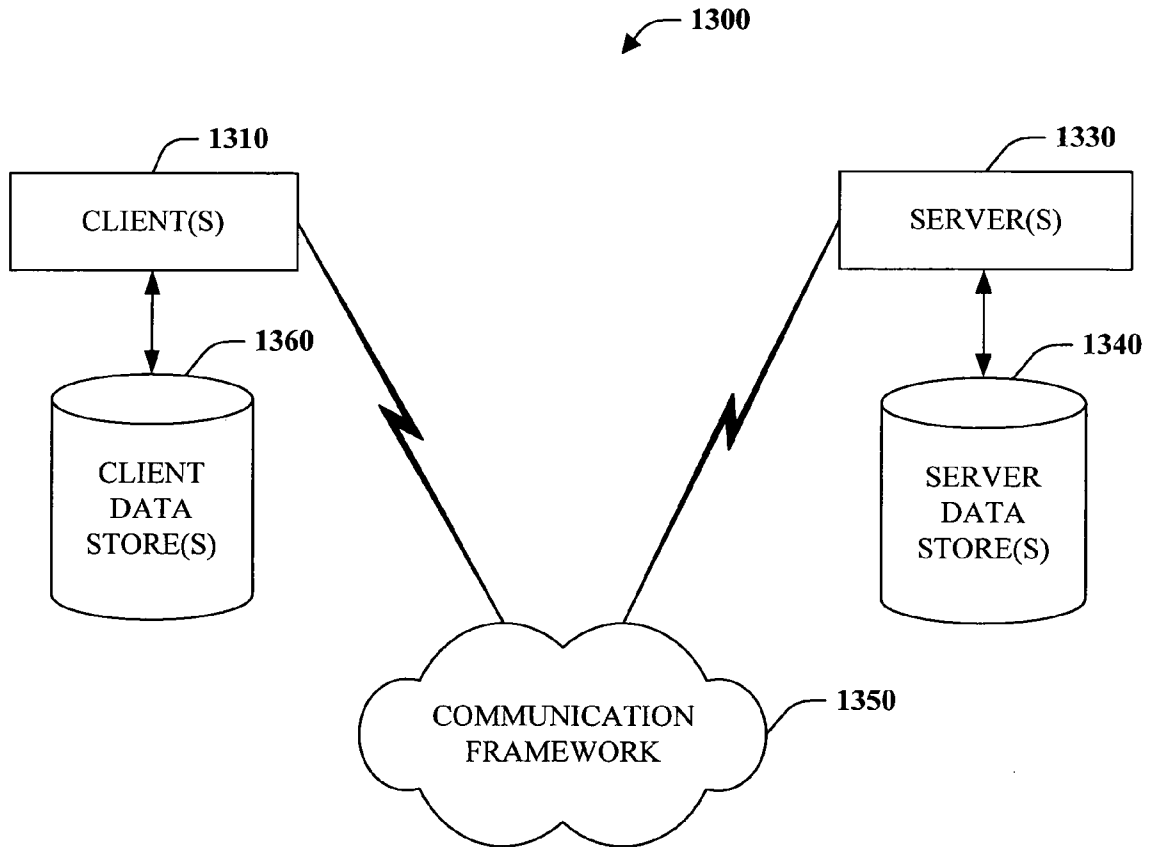 1300
1310
1330
CLIENT(S)
SERVER(S)
1360
1340
CLIENT
DATA
STORE(S)
SERVER
DATA
STORE(S)
1350
COMMUNICATION
FRAMEWORK